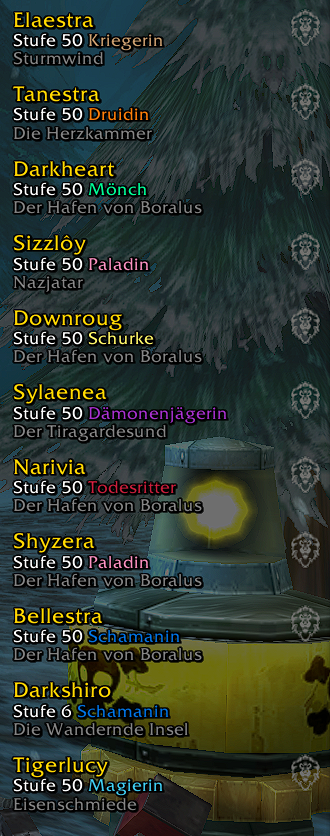 Elaestra
Stufe 50 Kriegerin
Sturmwind
Tanestra
Stufe 50 Druidin
Die Herzkammer
Darkheart
Stufe 50 Mönch
Der Hafen von Boralus
Sizzlôy
Stufe 50 Paladin
Nazjatar
Downroug
Stufe 50 Schurke
Der Hafen von Boralus
Sylaenea
Stufe 50 Dämonenjägerin
Der Tiragardesund
Narivia
Stufe 50 Todesritter
Der Hafen von Boralus
Shyzera
Stufe 50 Paladin
Der Hafen von Boralus
Bellestra
Stufe 50 Schamanin
Der Hafen von Boralus
Darkshiro
Stufe 6 Schamanin
Die Wandernde Insel
Tigerlucy
Stufe 50 Magierin
Eisenschmiede